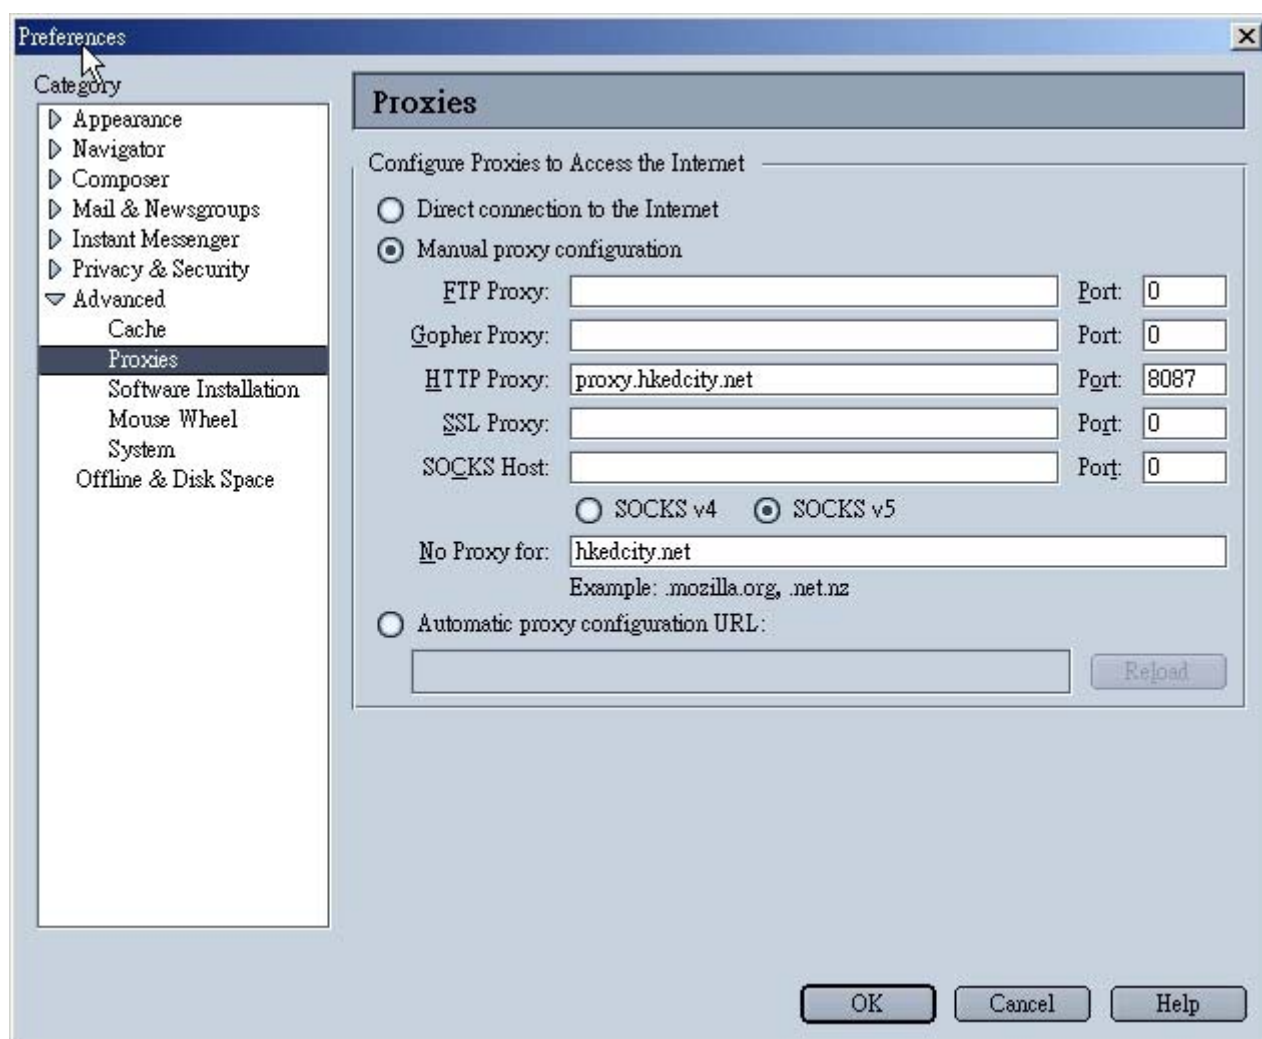 Preferences
Category
Appearance
Navigator
Composer
Mail & Newsgroups
Instant Messenger
Privacy & Security
Advanced
Cache
Proxies
Software Installation
Mouse Wheel
System
Offline & Disk Space
Proxies
Configure Proxies to Access the Internet
Direct connection to the Internet
Manual proxy configuration
FTP Proxy: Port: 0
Gopher Proxy: Port: 0
HTTP Proxy: proxy.hkedcity.net Port: 8087
SSL Proxy: Port: 0
SOCKS Host: Port: 0
SOCKS v4 SOCKS v5
No Proxy for: hkedcity.net
Example: .mozilla.org, .net.nz
Automatic proxy configuration URL:
Reload
OK Cancel Help